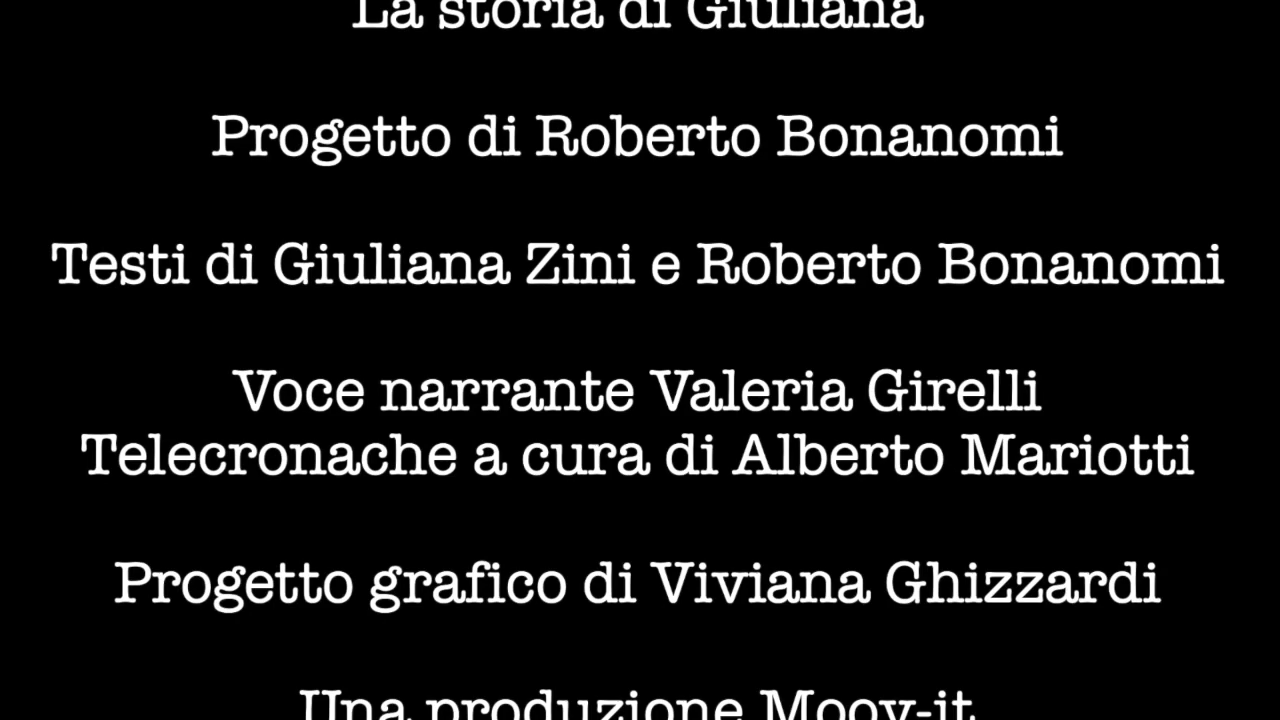 La storia di Giuliana
Progetto di Roberto Bonanomi
Testi di Giuliana Zini e Roberto Bonanomi
Voce narrante Valeria Girelli
Telecronache a cura di Alberto Mariotti
Progetto grafico di Viviana Ghizzardi
Una produzione Moov-it